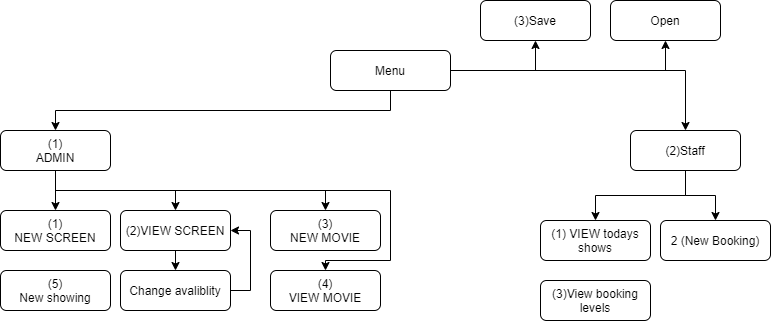 (3)Save
Open
Menu
(1)
ADMIN
(2)Staff
(1)
NEW SCREEN
(2)VIEW SCREEN
(3)
NEW MOVIE
(1) VIEW todays
shows
2 (New Booking)
(5)
New showing
Change avaliblity
(4)
VIEW MOVIE
(3)View booking
levels